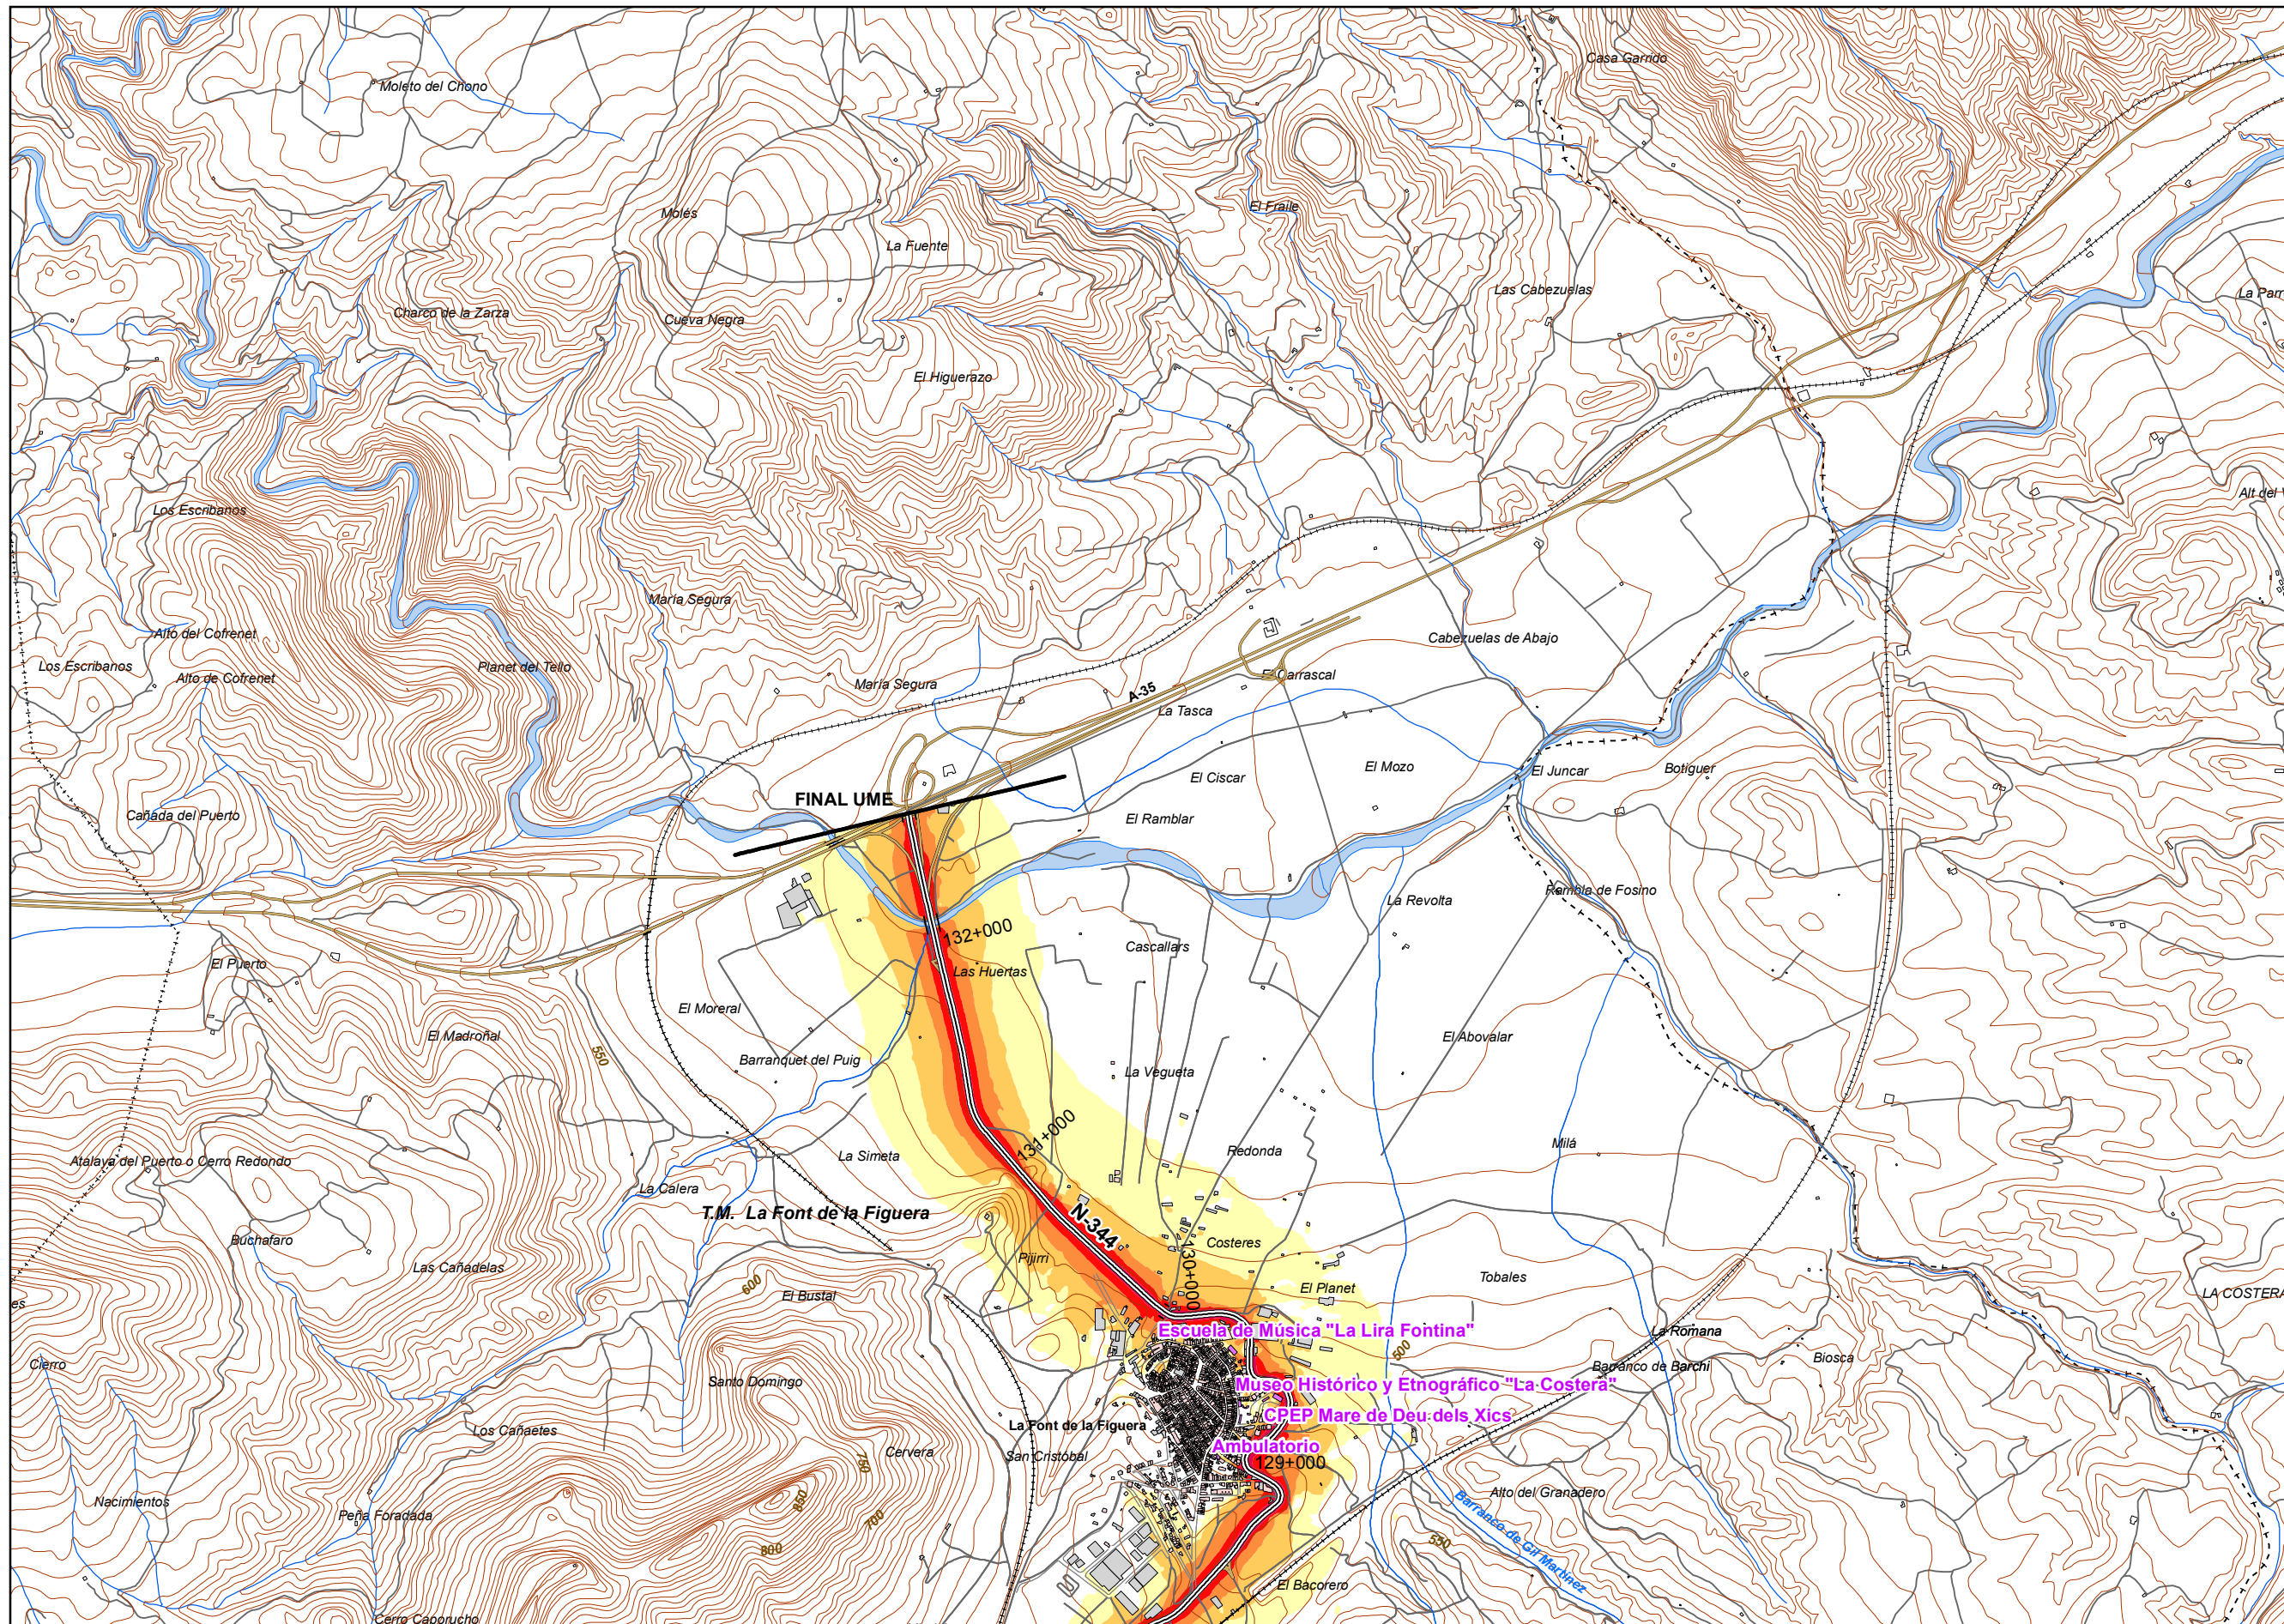 Casa Garrido
Moleto del Chono
Molés
El Fraile
La Fuente
Las Cabezuelas
La Parr
Charco de la Zarza
Cueva Negra
El Higuerazo
Alt del V
Los Escribanos
María Segura
Alto del Cofrenet
Cabezuelas de Abajo
Los Escribanos
Planet del Tello
Alto de Cofrenet
María Segura
El Carrascal
A-35
La Tasca
El Mozo
El Juncar
Botiguer
El Ciscar
FINAL UME
Cañada del Puerto
El Ramblar
Rambla de Fosino
La Revolta
132+000
Cascallars
El Puerto
Las Huertas
El Moreral
El Madroñal
El Abovalar
550
Barranquet del Puig
La Vegueta
131+000
Milá
Redonda
La Simeta
Atalaya del Puerto o Cerro Redondo
La Calera
T.M. La Font de la Figuera
N-344
Buchafaro
Costeres
Pijirri
130+000
Las Cañadelas
Tobales
600
El Planet
El Bustal
LA COSTERA
es
Escuela de Música "La Lira Fontina"
La Romana
500
Biosca
Cierro
Barranco de Barchi
Santo Domingo
Museo Histórico y Etnográfico "La Costera"
CPEP Mare de Deu dels Xics
La Font de la Figuera
Los Cañaetes
Ambulatorio
Cervera
San Cristóbal
750
129+000
Alto del Granadero
Nacimientos
850
Peña Foradada
700
Barranco de Gil Martínez
550
800
El Bacorero
Cerro Caporucho